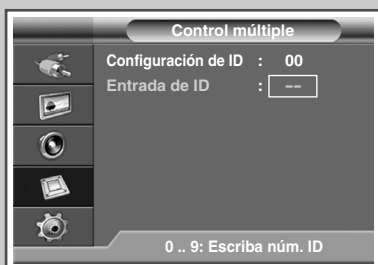 Control múltiple
Configuración de ID : 00
Entrada de ID : --
0 .. 9: Escriba núm. ID